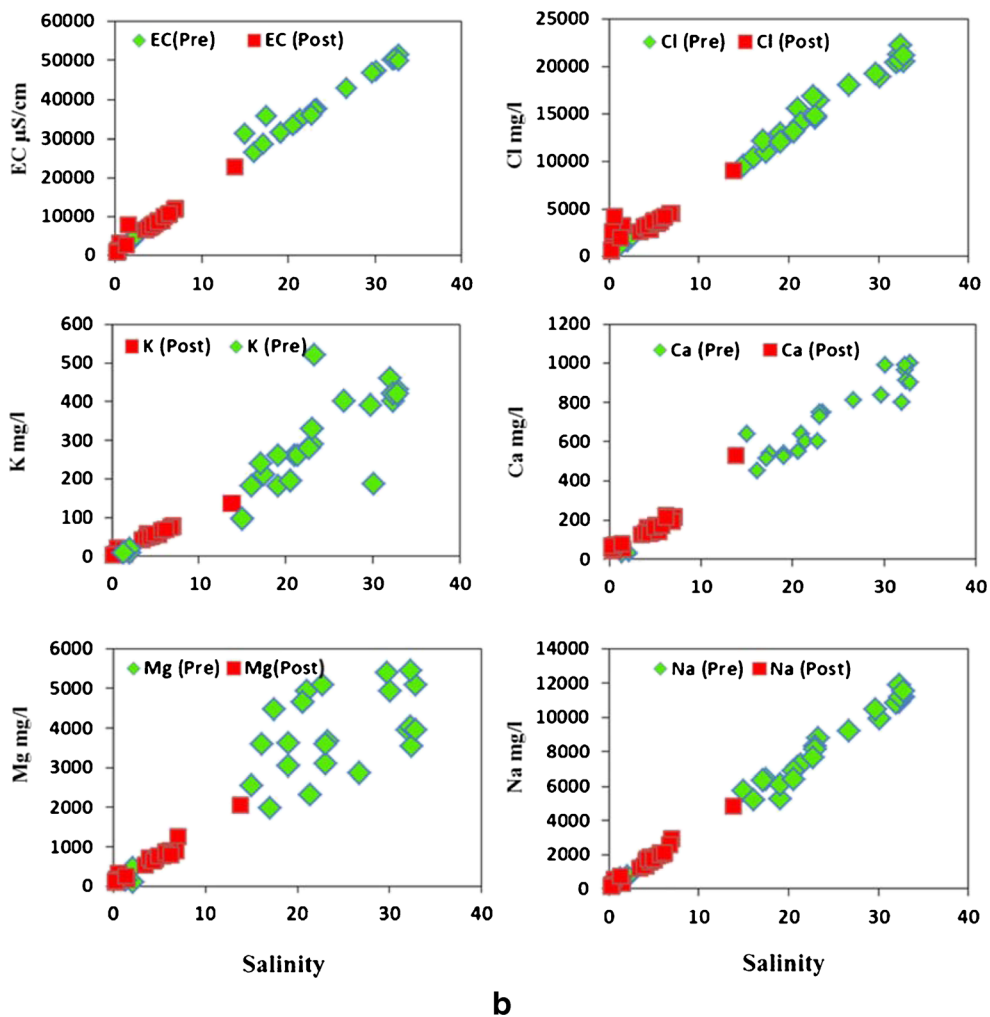 60000
50000
40000
30000
20000
10000
0
EC µS/cm
EC(Pre) EC (Post)
0 10 20 30 40
25000
20000
15000
10000
5000
0
Cl mg/l
Cl (Pre) Cl (Post)
0 10 20 30 40
600
500
400
300
200
100
0
K mg/l
K (Post) K (Pre)
0 10 20 30 40
1200
1000
800
600
400
200
0
Ca mg/l
Ca (Pre) Ca (Post)
0 10 20 30 40
6000
5000
4000
3000
2000
1000
0
Mg mg/l
Mg (Pre) Mg(Post)
0 10 20 30 40
Salinity
14000
12000
10000
8000
6000
4000
2000
0
Na mg/l
Na (Pre) Na (Post)
0 10 20 30 40
Salinity
b